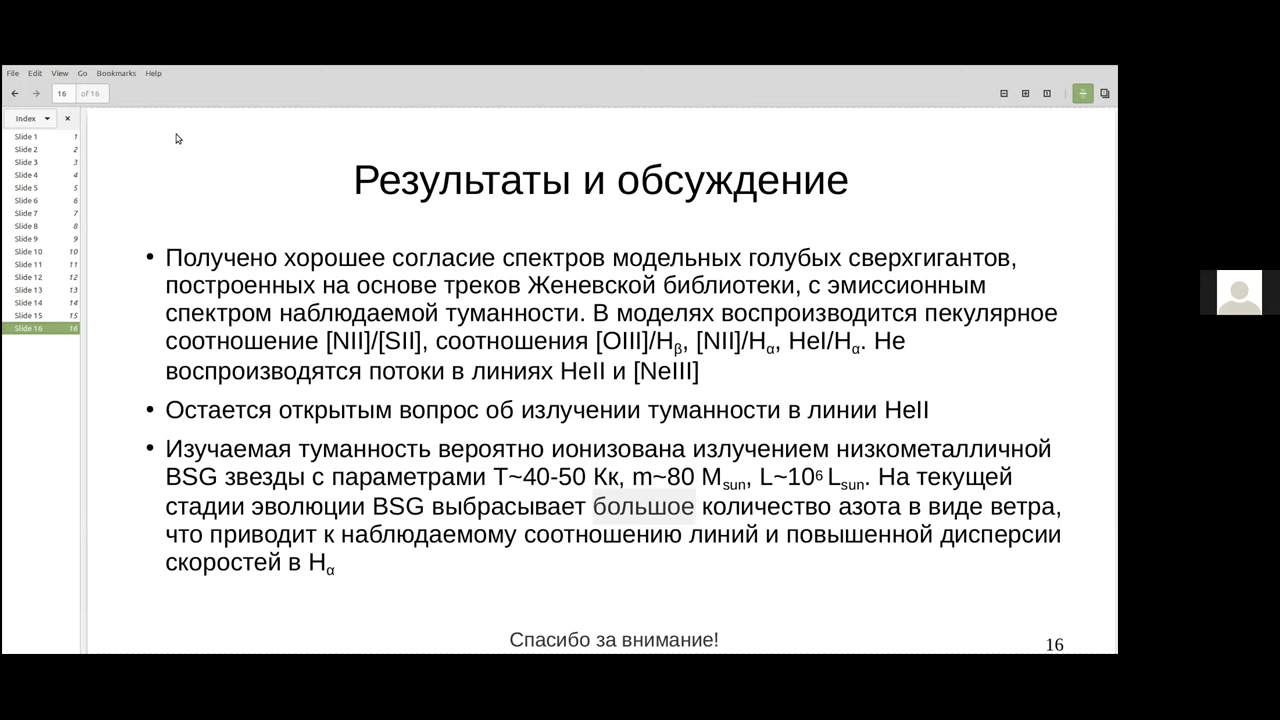 File Edit View Go Bookmarks Help
16 of 16
Index
Slide 1 1
Slide 2 2
Slide 3 3
Slide 4 4
Slide 5 5
Slide 6 6
Slide 7 7
Slide 8 8
Slide 9 9
Slide 10 10
Slide 11 11
Slide 12 12
Slide 13 13
Slide 14 14
Slide 15 15
Slide 16 16
Результаты и обсуждение
• Получено хорошее согласие спектров модельных голубых сверхгигантов,
построенных на основе треков Женевской библиотеки, с эмиссионным
спектром наблюдаемой туманности. В моделях воспроизводится пекулярное
соотношение [NII]/[SII], соотношения [OIII]/Hβ, [NII]/Hα, HeI/Hα. Не
воспроизводятся потоки в линиях HeII и [NeIII]
• Остается открытым вопрос об излучении туманности в линии HeII
• Изучаемая туманность вероятно ионизована излучением низкометалличной
BSG звезды с параметрами T~40-50 Кк, m~80 Msun, L~10⁶ Lsun. На текущей
стадии эволюции BSG выбрасывает большое количество азота в виде ветра,
что приводит к наблюдаемому соотношению линий и повышенной дисперсии
скоростей в Hα
Спасибо за внимание!
16